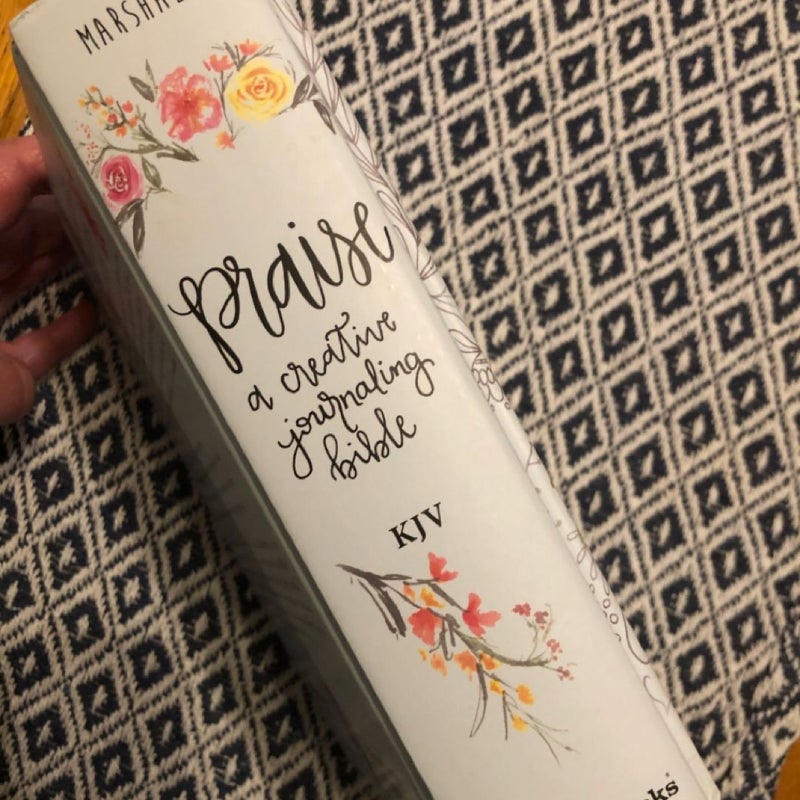 praise
a creative
journaling
bible
KJV